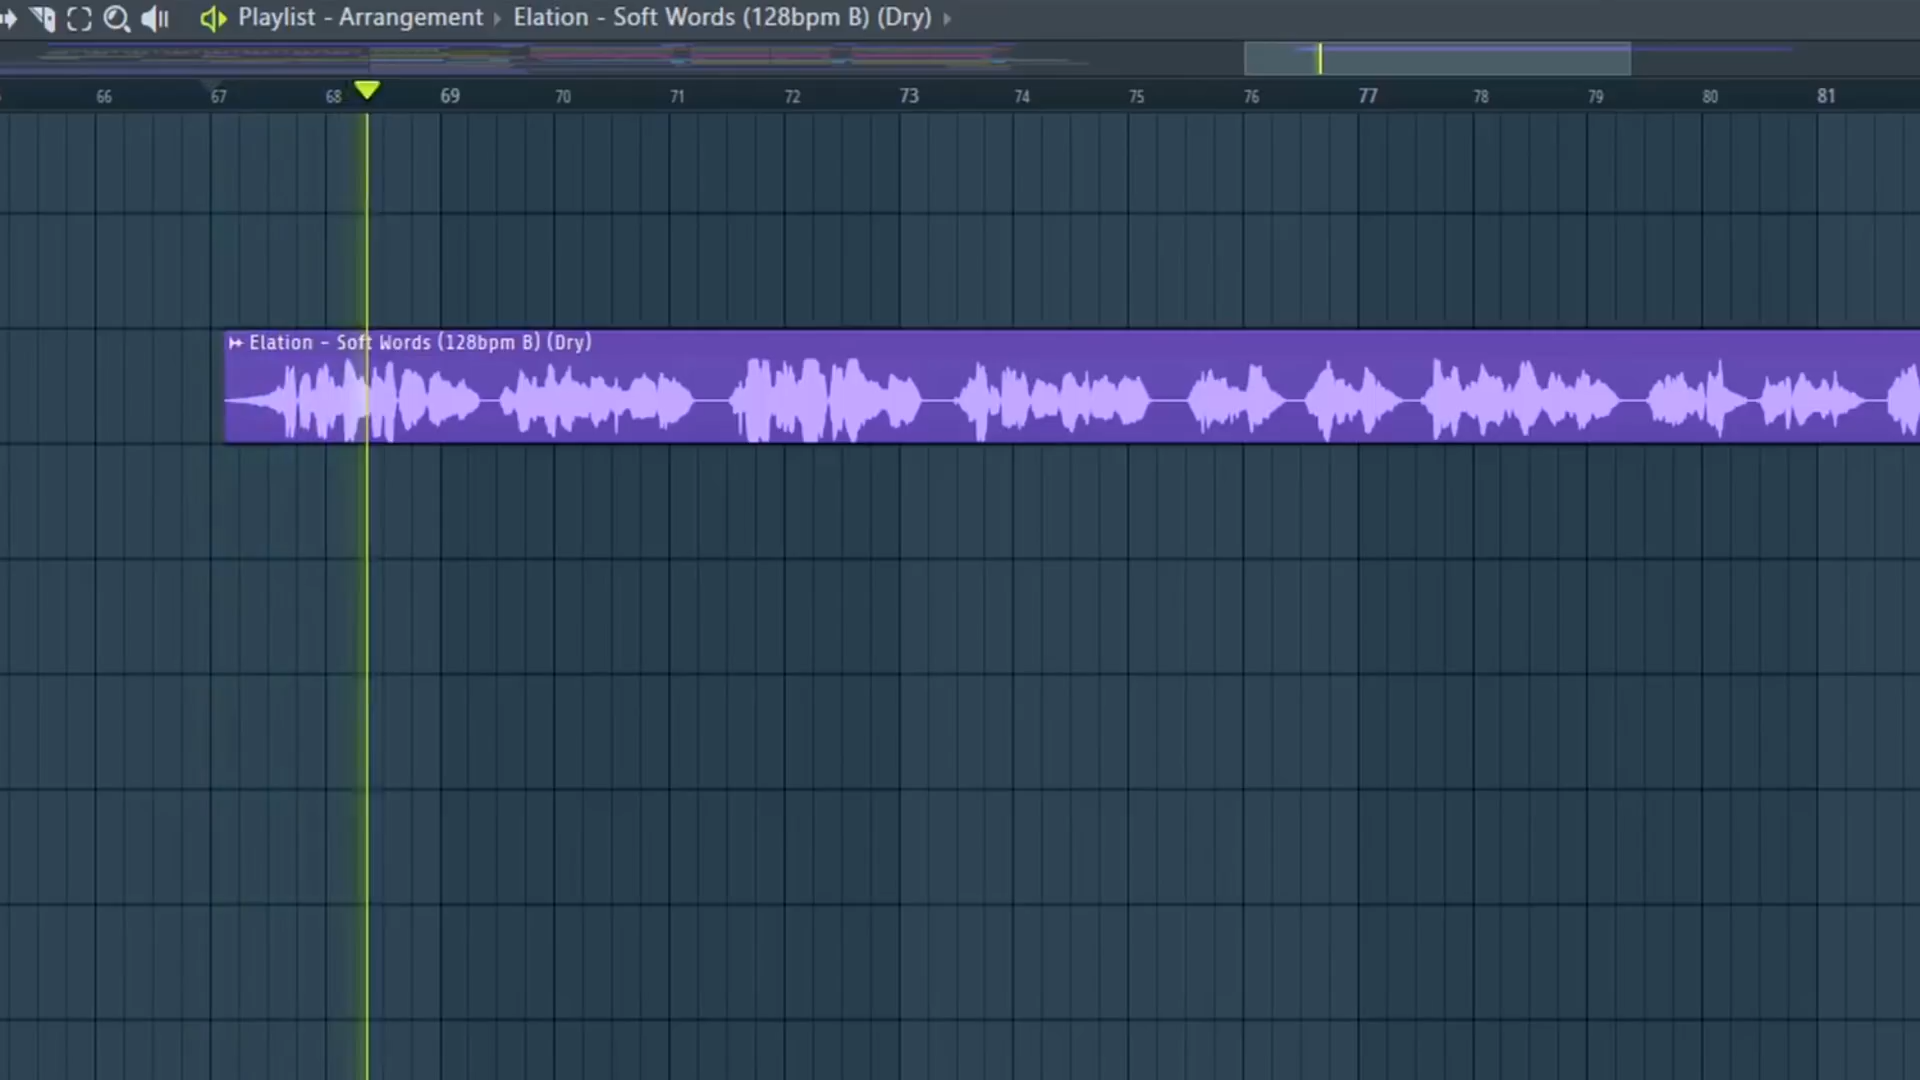 Playlist - Arrangement › Elation - Soft Words (128bpm B) (Dry) ›
66 67 68 69 70 71 72 73 74 75 76 77 78 79 80 81
Elation - Soft Words (128bpm B) (Dry)